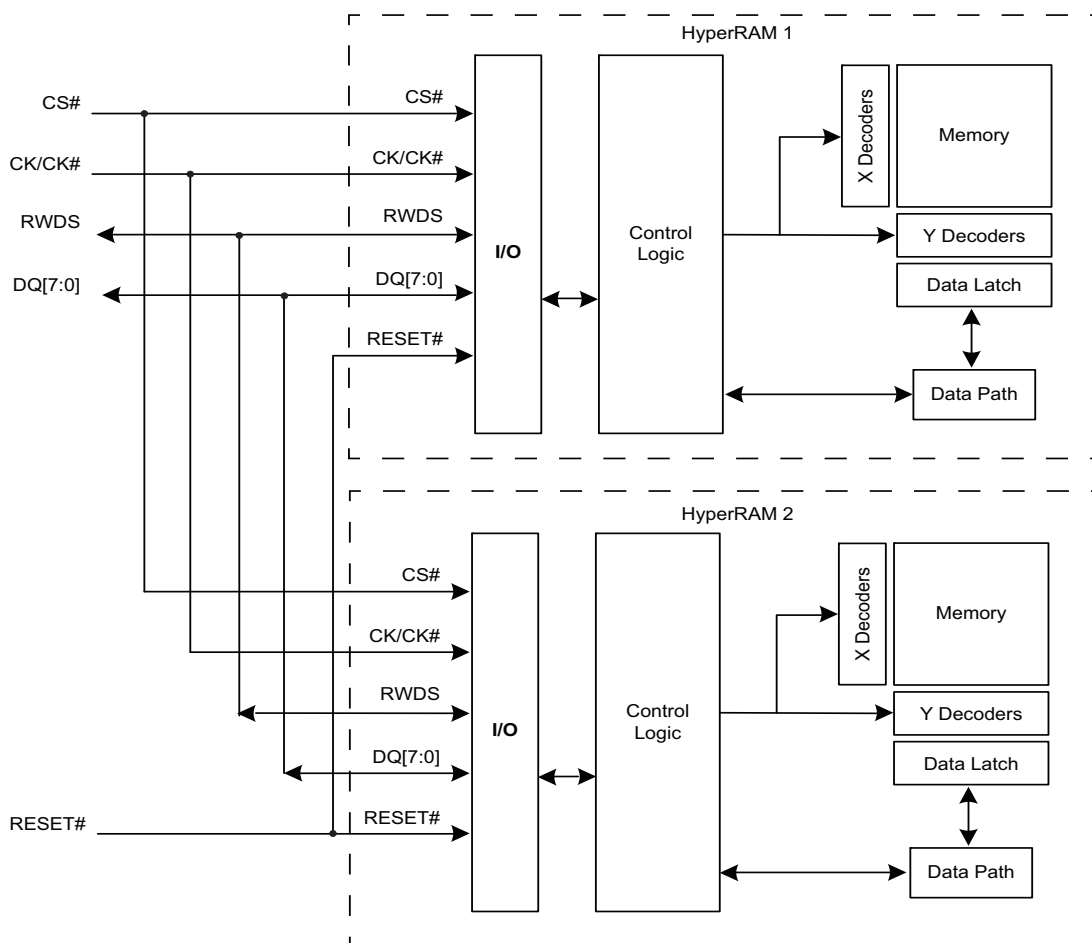 HyperRAM 1
CS#
CK/CK#
RWDS
DQ[7:0]
CS#
CK/CK#
RWDS
DQ[7:0]
RESET#
I/O
Control
Logic
X Decoders
Memory
Y Decoders
Data Latch
Data Path
HyperRAM 2
CS#
CK/CK#
RWDS
DQ[7:0]
RESET#
RESET#
I/O
Control
Logic
X Decoders
Memory
Y Decoders
Data Latch
Data Path